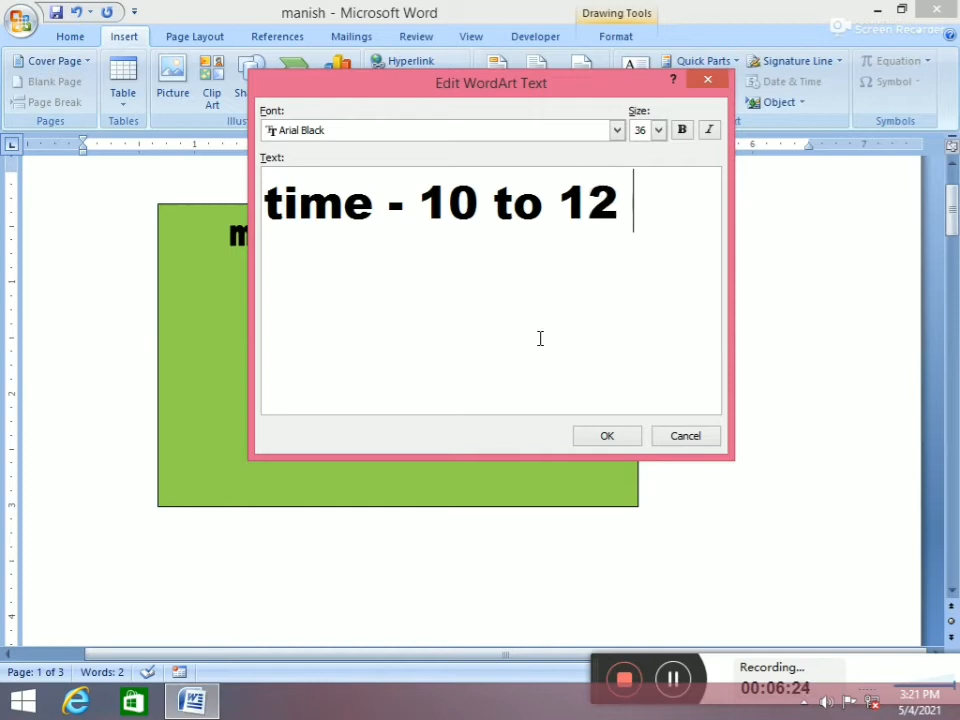 manish - Microsoft Word
Drawing Tools
Screen Recorder
Home Insert Page Layout References Mailings Review View Developer Format
Cover Page
Blank Page
Page Break
Pages
Table
Tables
Picture
Clip
Art
Hyperlink
Quick Parts
Signature Line
Date & Time
Object
Equation
Symbol
Symbols
Edit WordArt Text
?
Font:
Size:
Arial Black
36
B I
Text:
time - 10 to 12
OK
Cancel
Page: 1 of 3
Words: 2
Recording...
00:06:24
3:21 PM
5/4/2021